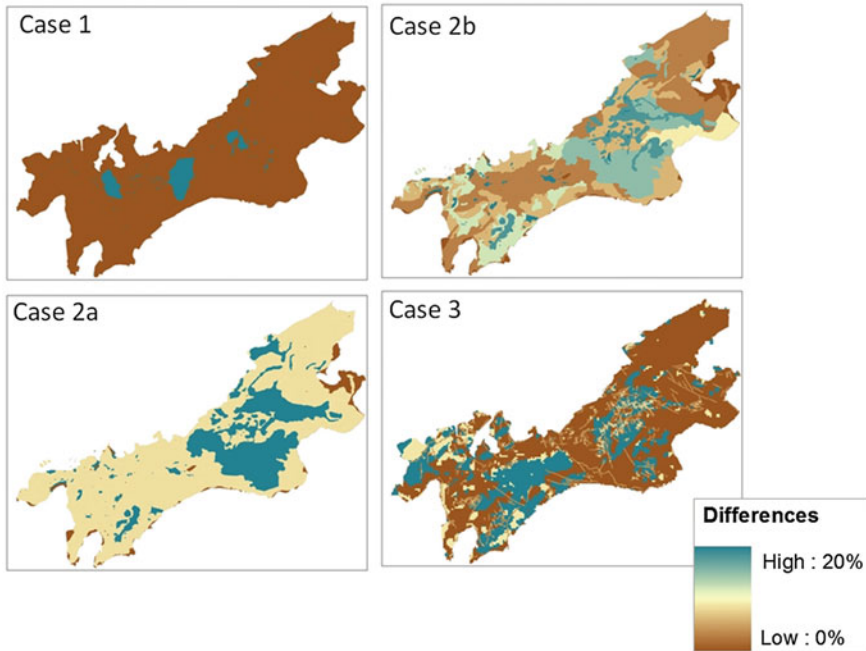 Case 1
Case 2b
Case 2a
Case 3
Differences
High : 20%
Low : 0%